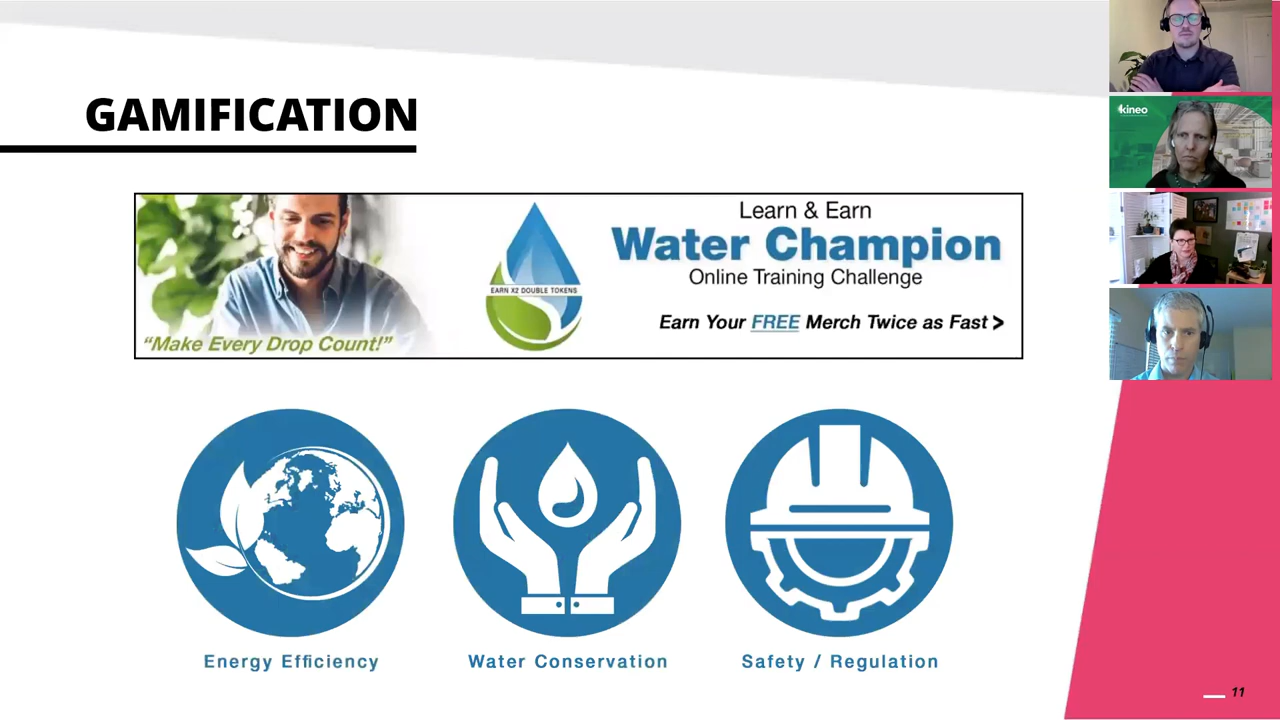 GAMIFICATION
"Make Every Drop Count!"
EARN X2 DOUBLE TOKENS
Learn & Earn
Water Champion
Online Training Challenge
Earn Your FREE Merch Twice as Fast >
Energy Efficiency
Water Conservation
Safety / Regulation
kineo
11